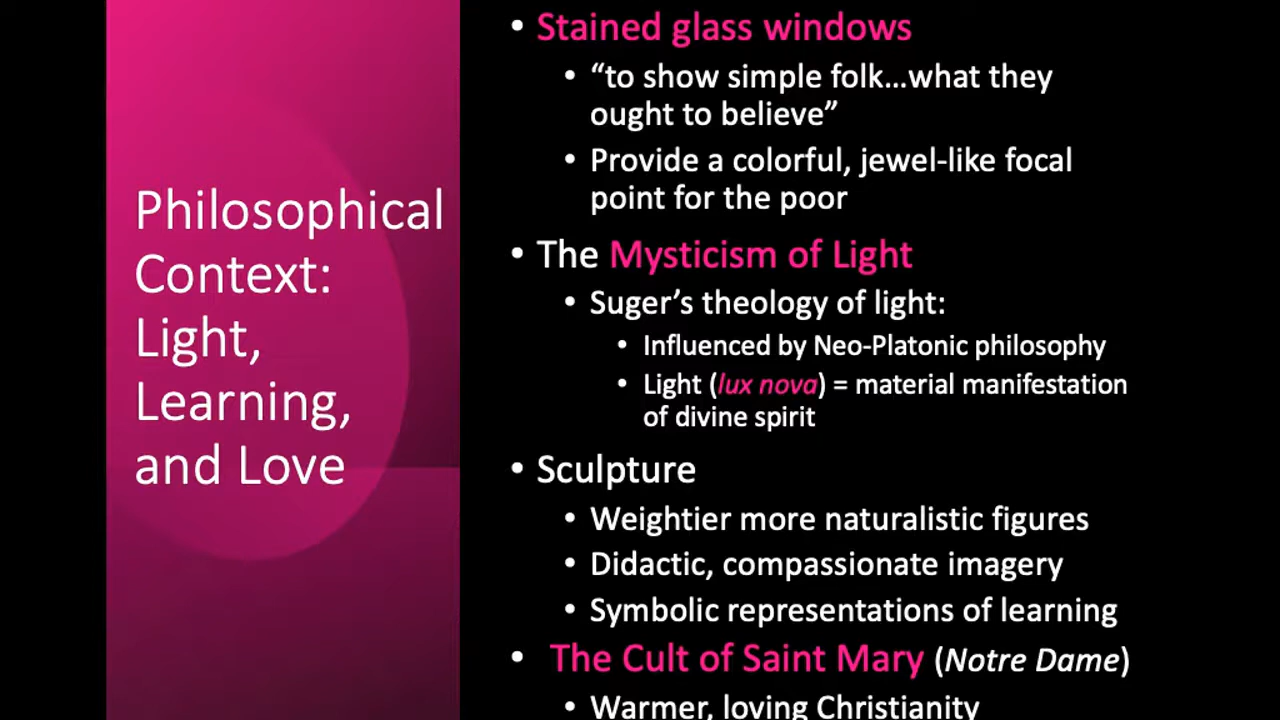 Philosophical
Context:
Light,
Learning,
and Love
• Stained glass windows
• “to show simple folk…what they
ought to believe”
• Provide a colorful, jewel-like focal
point for the poor
• The Mysticism of Light
• Suger’s theology of light:
• Influenced by Neo-Platonic philosophy
• Light (lux nova) = material manifestation
of divine spirit
• Sculpture
• Weightier more naturalistic figures
• Didactic, compassionate imagery
• Symbolic representations of learning
• The Cult of Saint Mary (Notre Dame)
• Warmer, loving Christianity